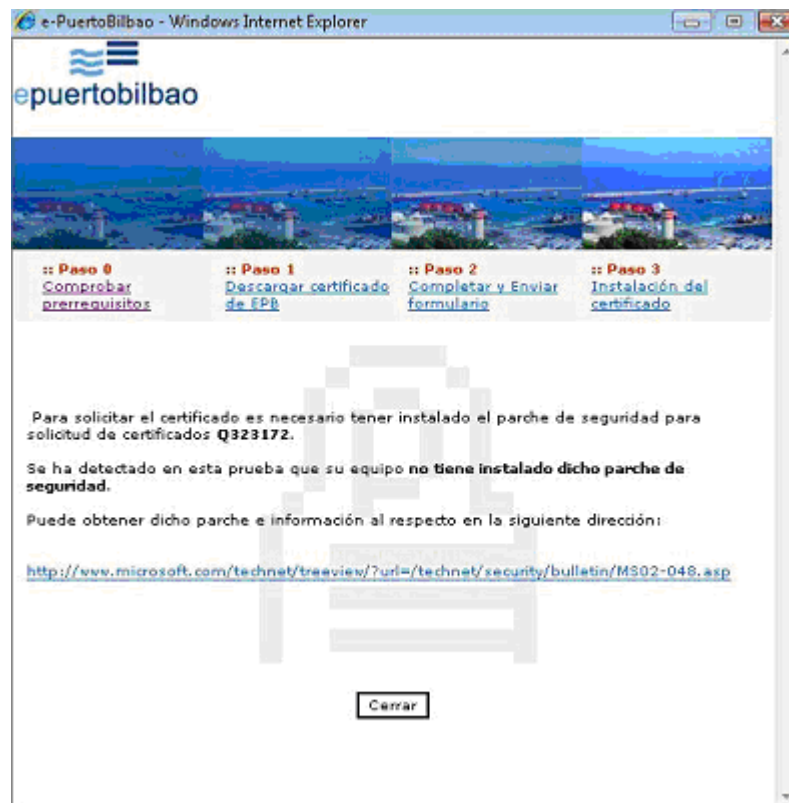 e-PuertoBilbao - Windows Internet Explorer
epuertobilbao
:: Paso 0
Comprobar
prerrequisitos
:: Paso 1
Descargar certificado
de EPB
:: Paso 2
Completar y Enviar
formulario
:: Paso 3
Instalación del
certificado
Para solicitar el certificado es necesario tener instalado el parche de seguridad para
solicitud de certificados Q323172.
Se ha detectado en esta prueba que su equipo no tiene instalado dicho parche de
seguridad.
Puede obtener dicho parche e información al respecto en la siguiente dirección:
http://www.microsoft.com/technet/treeview/?url=/technet/security/bulletin/MS02-048.asp
Cerrar